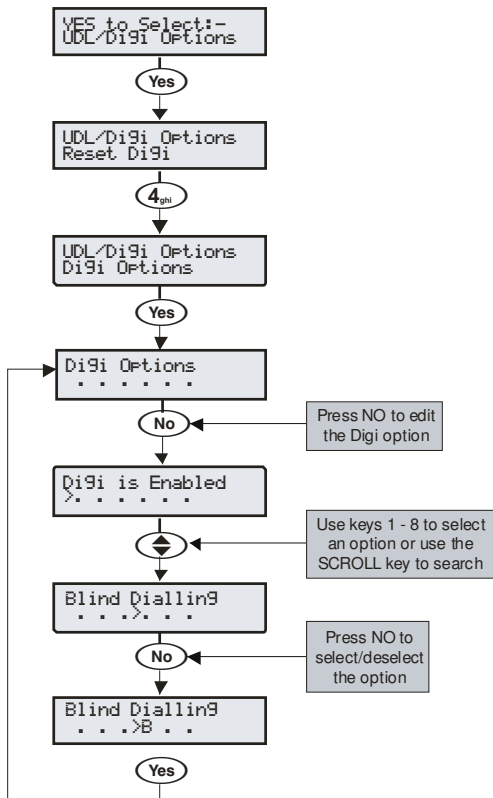 YES to Select:-
UDL/Digi Options
Yes
UDL/Digi Options
Reset Digi
4ghi
UDL/Digi Options
Digi Options
Yes
Digi Options
. . . . . .
No
Press NO to edit
the Digi option
Digi is Enabled
>. . . . . .
Use keys 1 - 8 to select
an option or use the
SCROLL key to search
Blind Dialling
. . .>. . .
No
Press NO to
select/deselect
the option
Blind Dialling
. . .>B . .
Yes